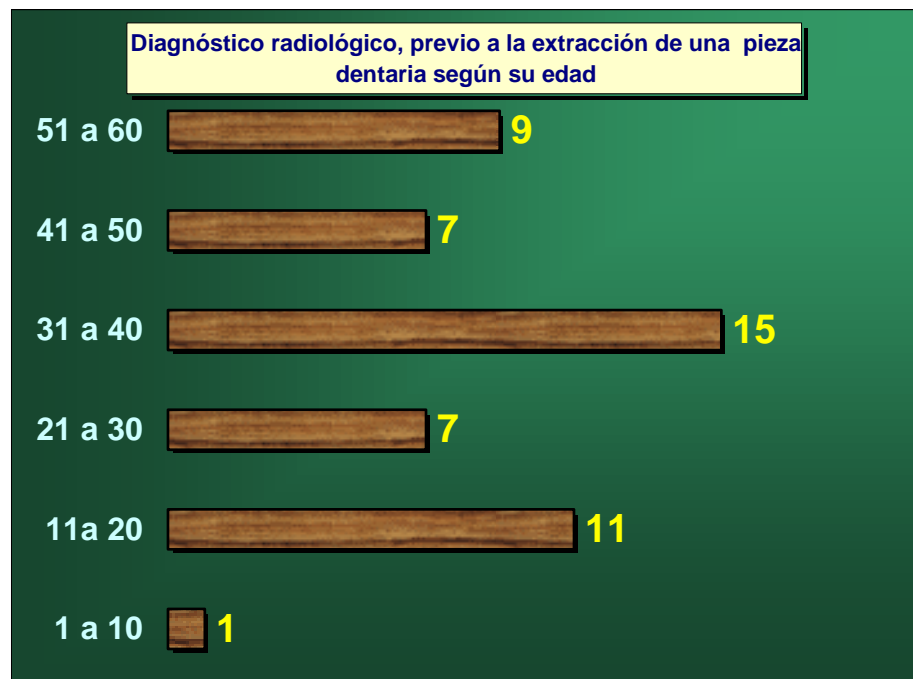 Diagnóstico radiológico, previo a la extracción de una pieza
dentaria según su edad
51 a 60 9
41 a 50 7
31 a 40 15
21 a 30 7
11a 20 11
1 a 10 1